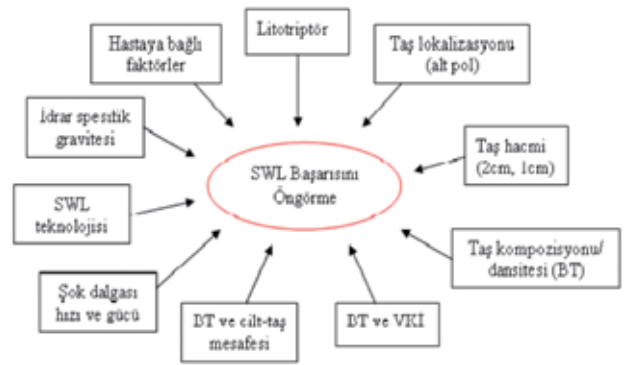 Litotriptör
Hastaya bağlı
faktörler
Taş lokalizasyonu
(alt pol)
İdrar spesifik
gravitesi
Taş hacmi
(2cm, 1cm)
SWL Başarısını
Öngörme
SWL
teknolojisi
Taş kompozisyonu/
dansitesi (BT)
Şok dalgası
hızı ve gücü
BT ve cilt-taş
mesafesi
BT ve VKİ